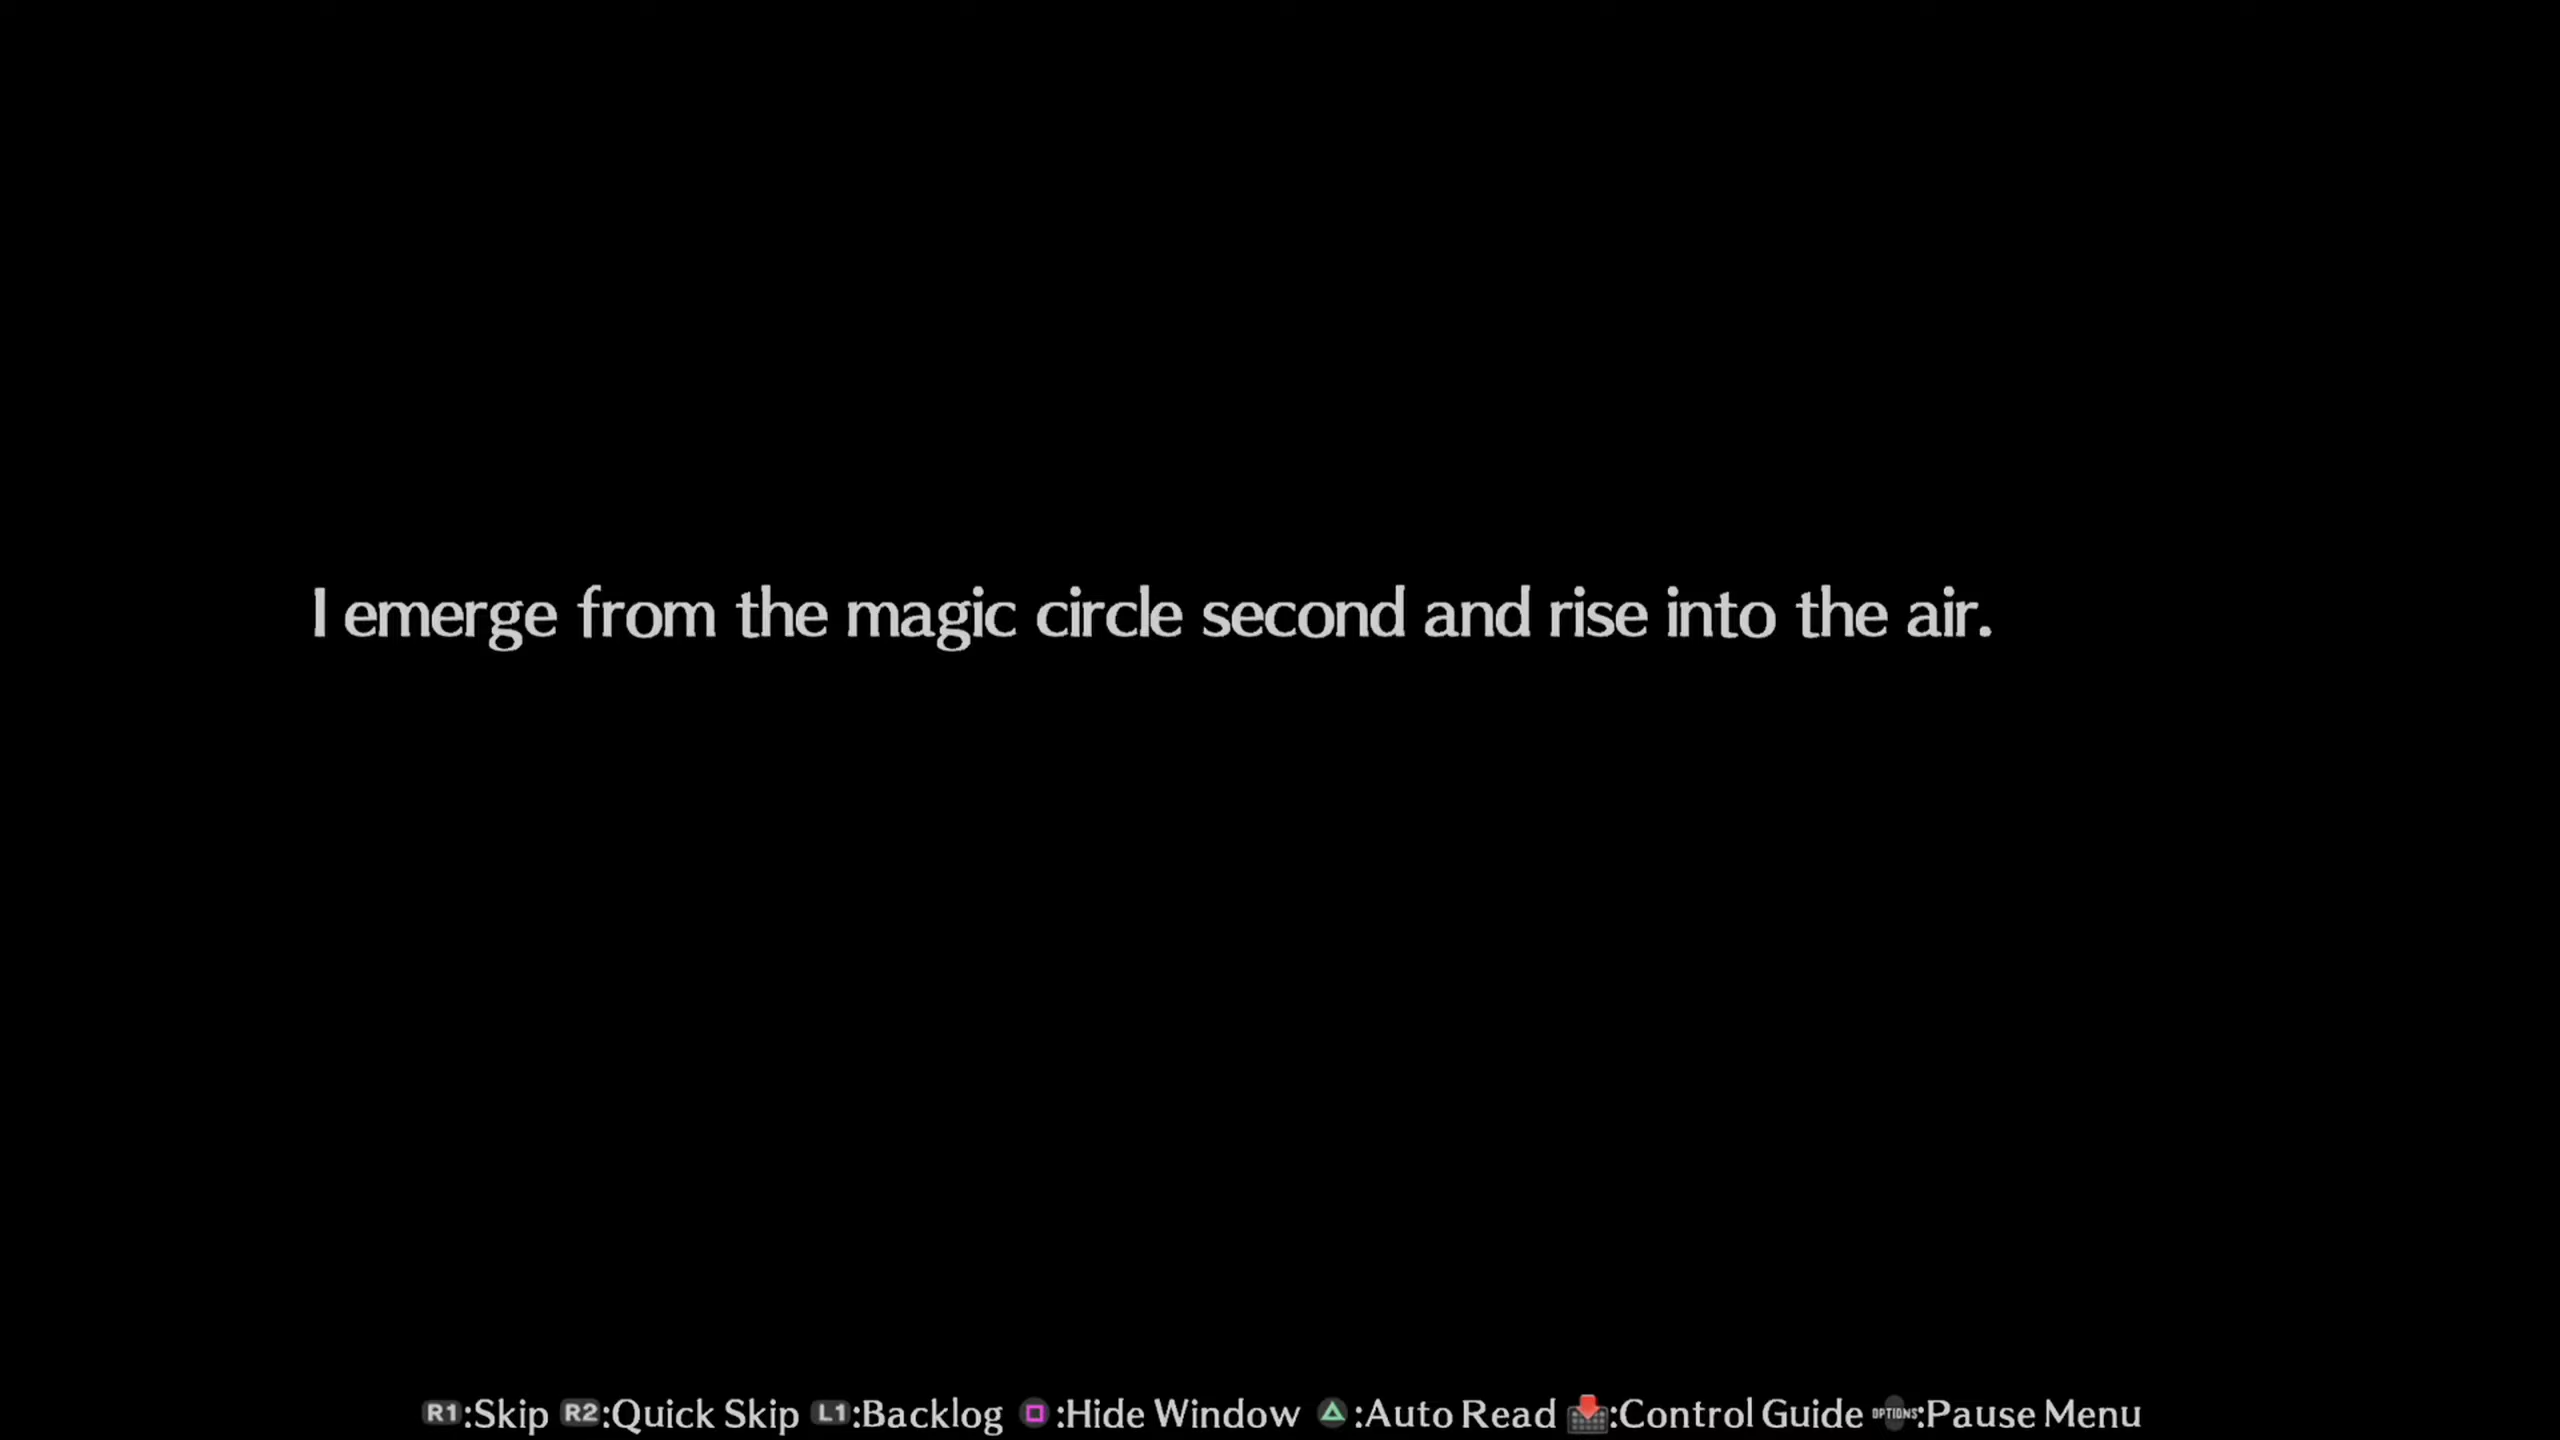 I emerge from the magic circle second and rise into the air.
R1:Skip R2:Quick Skip L1:Backlog :Hide Window :Auto Read :Control Guide OPTIONS:Pause Menu